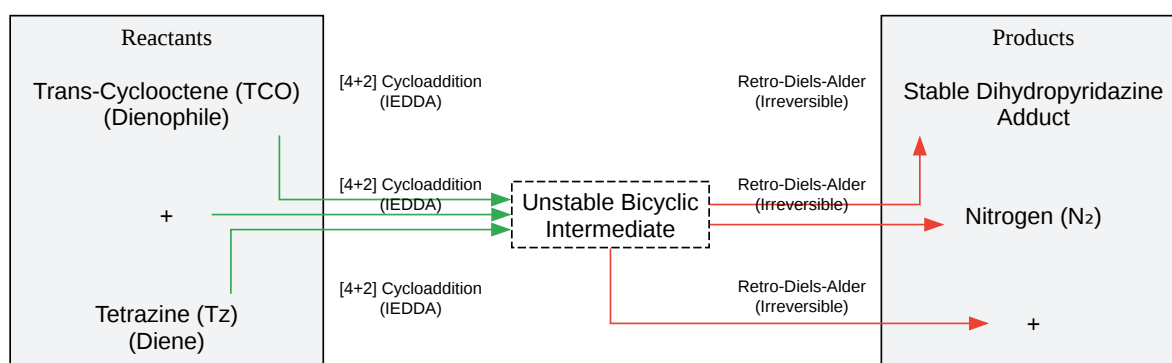 Reactants
Trans-Cyclooctene (TCO)
(Dienophile)
+
Tetrazine (Tz)
(Diene)
[4+2] Cycloaddition
(IEDDA)
[4+2] Cycloaddition
(IEDDA)
[4+2] Cycloaddition
(IEDDA)
Unstable Bicyclic
Intermediate
Retro-Diels-Alder
(Irreversible)
Retro-Diels-Alder
(Irreversible)
Retro-Diels-Alder
(Irreversible)
Products
Stable Dihydropyridazine
Adduct
Nitrogen (N₂)
+